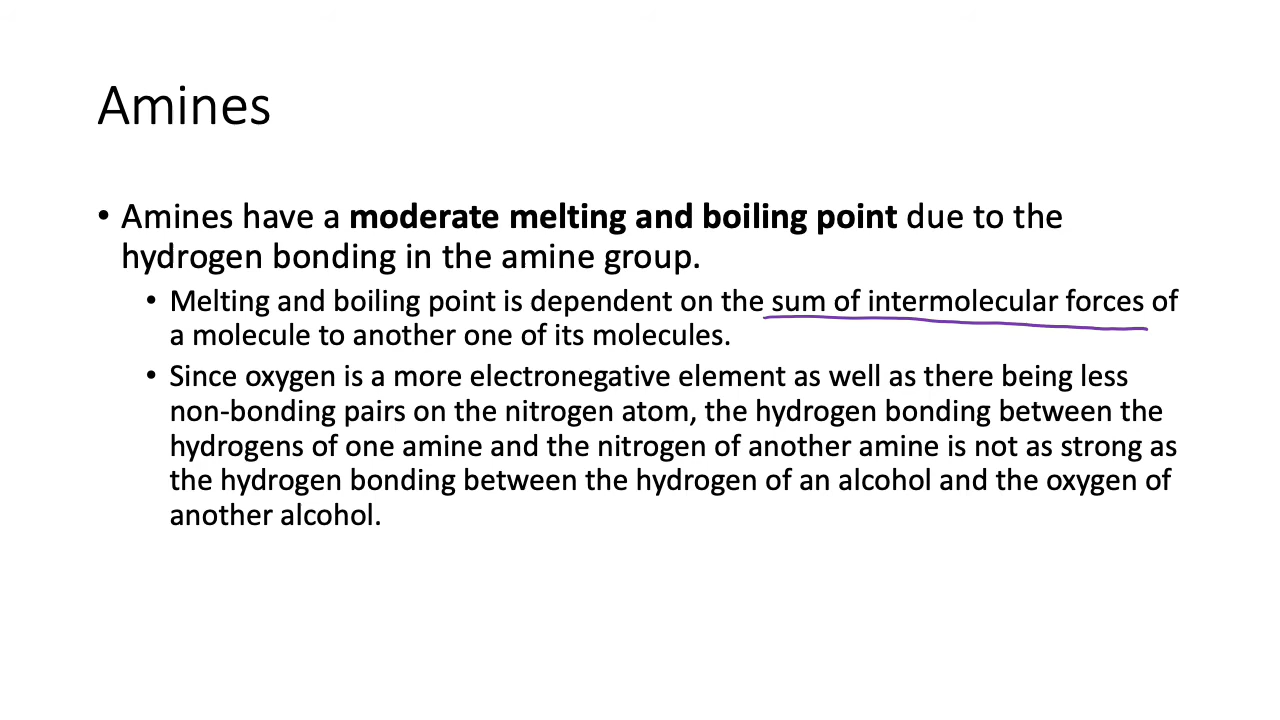 Amines
• Amines have a moderate melting and boiling point due to the
hydrogen bonding in the amine group.
• Melting and boiling point is dependent on the sum of intermolecular forces of
a molecule to another one of its molecules.
• Since oxygen is a more electronegative element as well as there being less
non-bonding pairs on the nitrogen atom, the hydrogen bonding between the
hydrogens of one amine and the nitrogen of another amine is not as strong as
the hydrogen bonding between the hydrogen of an alcohol and the oxygen of
another alcohol.